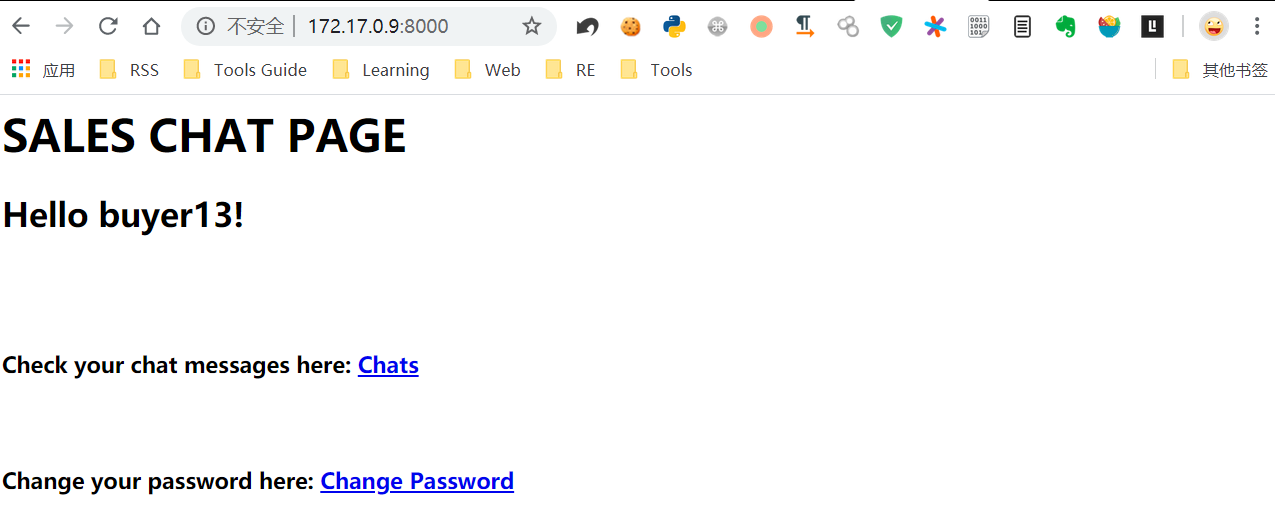 不安全 172.17.0.9:8000
应用 RSS Tools Guide Learning Web RE Tools 其他书签
SALES CHAT PAGE
Hello buyer13!
Check your chat messages here: Chats
Change your password here: Change Password